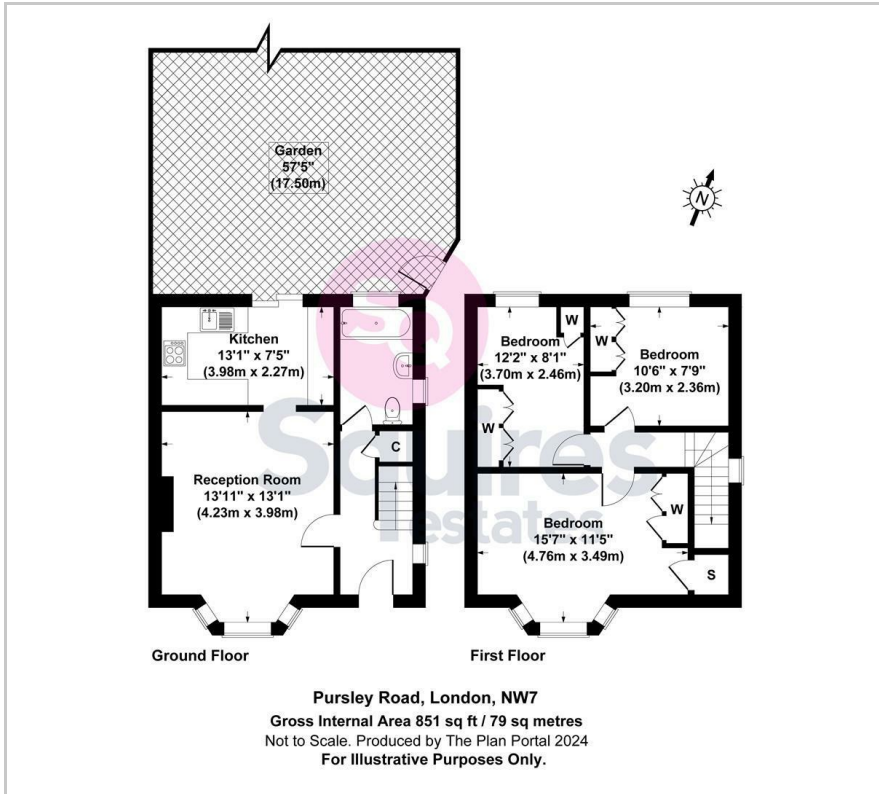 Garden
57'5"
(17.50m)
N
Kitchen
13'1" x 7'5"
(3.98m x 2.27m)
C
Reception Room
13'11" x 13'1"
(4.23m x 3.98m)
Ground Floor
W
Bedroom
12'2" x 8'1"
(3.70m x 2.46m)
W
W
Bedroom
10'6" x 7'9"
(3.20m x 2.36m)
W
Bedroom
15'7" x 11'5"
(4.76m x 3.49m)
S
First Floor
SQ
Squires
estates
Pursley Road, London, NW7
Gross Internal Area 851 sq ft / 79 sq metres
Not to Scale. Produced by The Plan Portal 2024
For Illustrative Purposes Only.